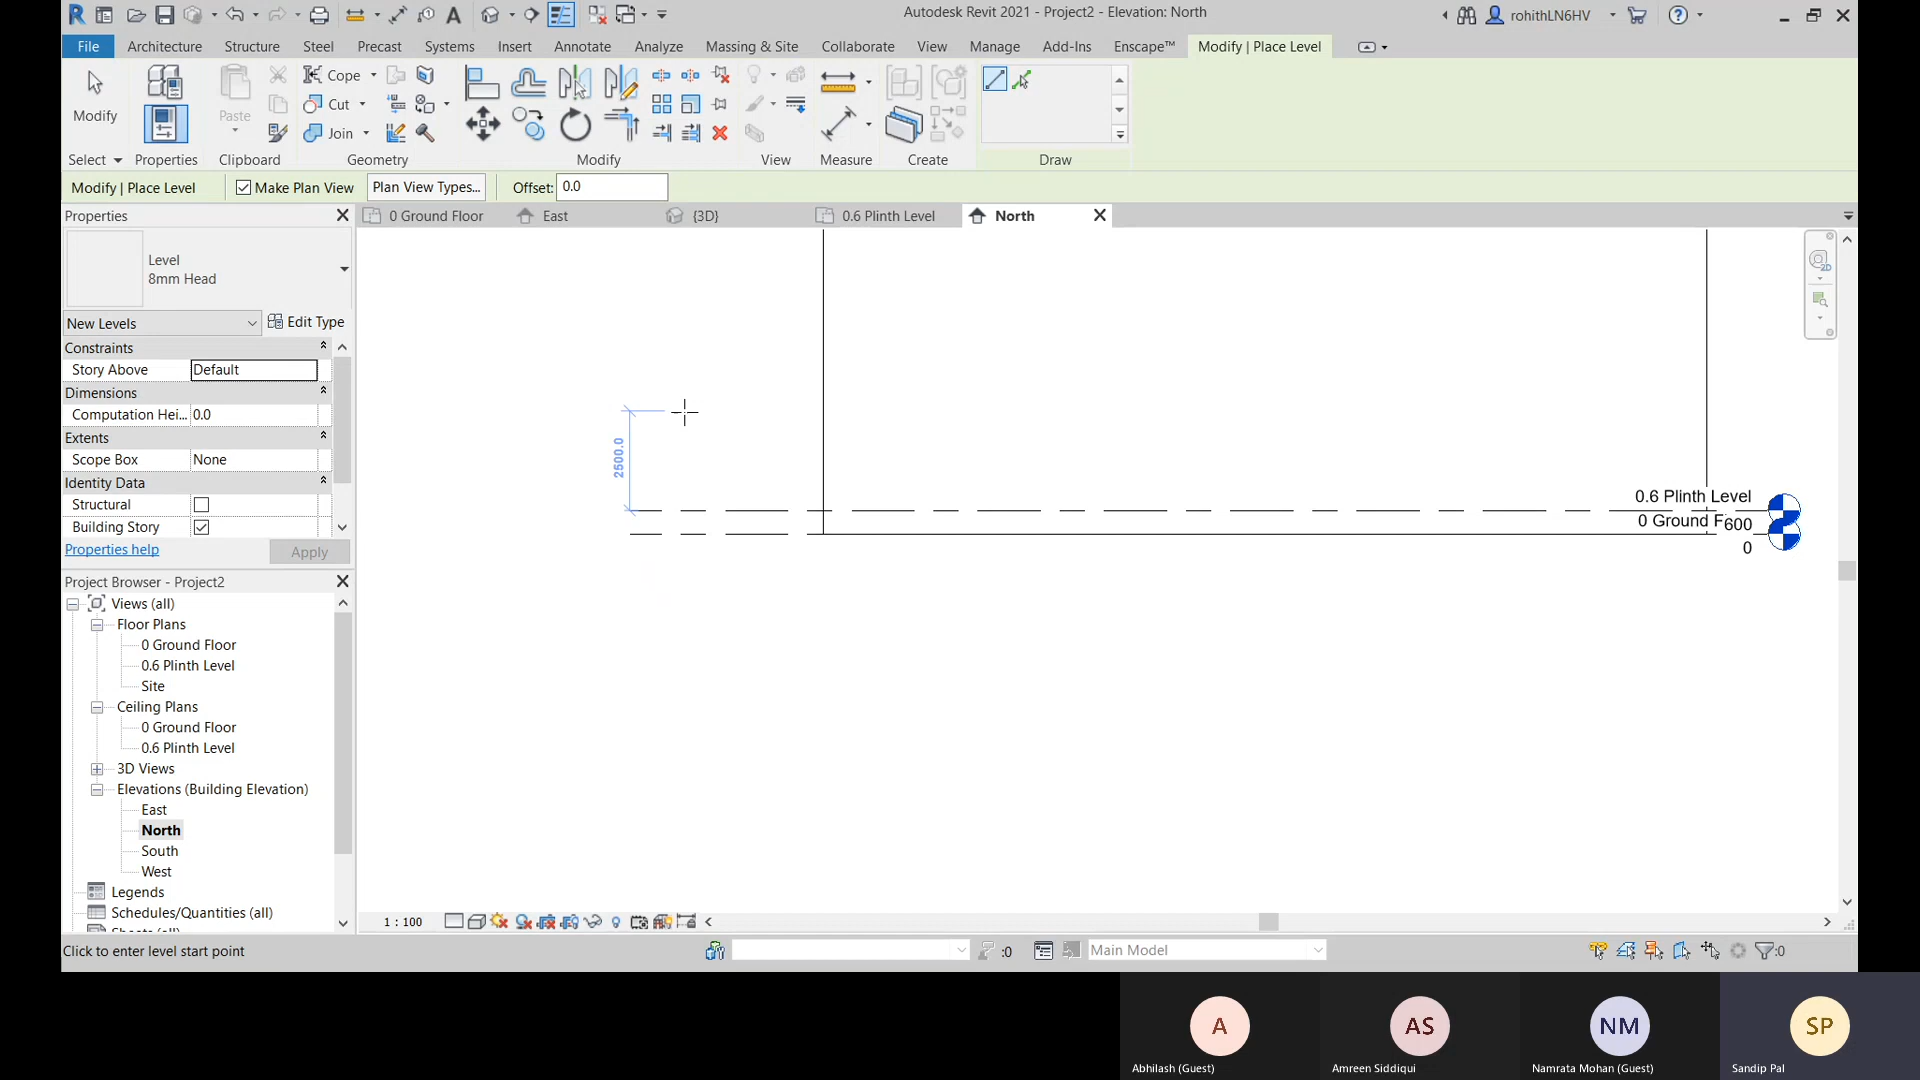 Autodesk Revit 2021 - Project2 - Elevation: North
rohithLN6HV
File Architecture Structure Steel Precast Systems Insert Annotate Analyze Massing & Site Collaborate View Manage Add-Ins Enscape™ Modify | Place Level
Modify
Paste
Cope
Cut
Join
Select Properties Clipboard Geometry Modify View Measure Create Draw
Modify | Place Level Make Plan View Plan View Types... Offset: 0.0
Properties
0 Ground Floor East {3D} 0.6 Plinth Level North
Level
8mm Head
2D
New Levels Edit Type
Constraints
Story Above Default
Dimensions
Computation Hei... 0.0
Extents
Scope Box None
Identity Data
Structural
Building Story
Properties help Apply
2500.0
0.6 Plinth Level
0 Ground F
600
0
Project Browser - Project2
Views (all)
Floor Plans
0 Ground Floor
0.6 Plinth Level
Site
Ceiling Plans
0 Ground Floor
0.6 Plinth Level
3D Views
Elevations (Building Elevation)
East
North
South
West
Legends
Schedules/Quantities (all)
1 : 100
Click to enter level start point
:0
Main Model
:0
A AS NM SP
Abhilash (Guest) Amreen Siddiqui Namrata Mohan (Guest) Sandip Pal